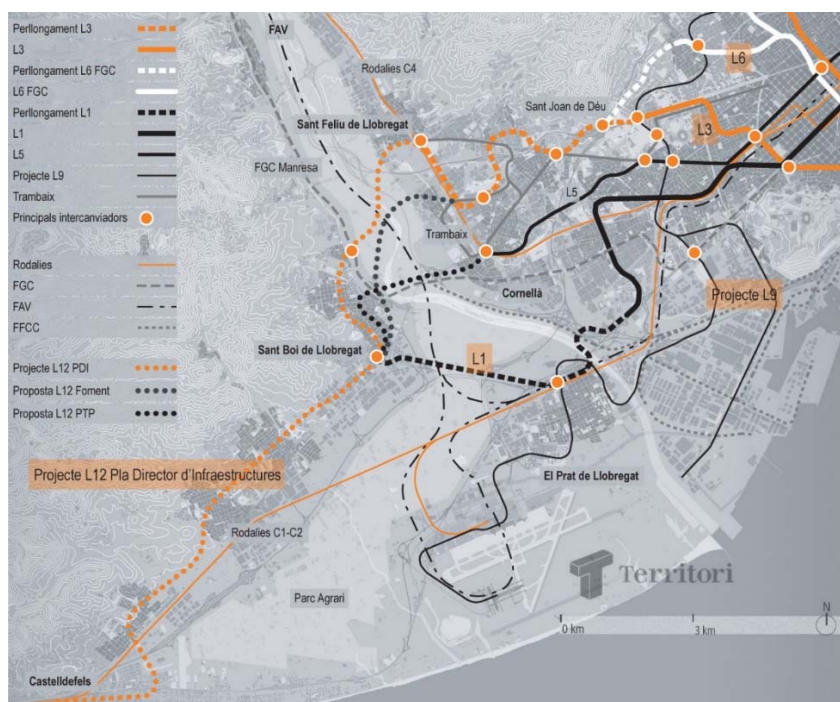 Perllongament L3
L3
Perllongament L6 FGC
L6 FGC
Perllongament L1
L1
L5
Projecte L9
Trambaix
Principals intercanviadors
Rodalies
FGC
FAV
FFCC
Projecte L12 PDI
Proposta L12 Foment
Proposta L12 PTP
FAV
Rodalies C4
L6
Sant Joan de Déu
Sant Feliu de Llobregat
L3
FGC Manresa
L5
Trambaix
Cornellà
Projecte L9
Sant Boi de Llobregat
L1
Projecte L12 Pla Director d'Infraestructures
El Prat de Llobregat
Rodalies C1-C2
Territori
Parc Agrari
N
0 km
3 km
Castelldefels